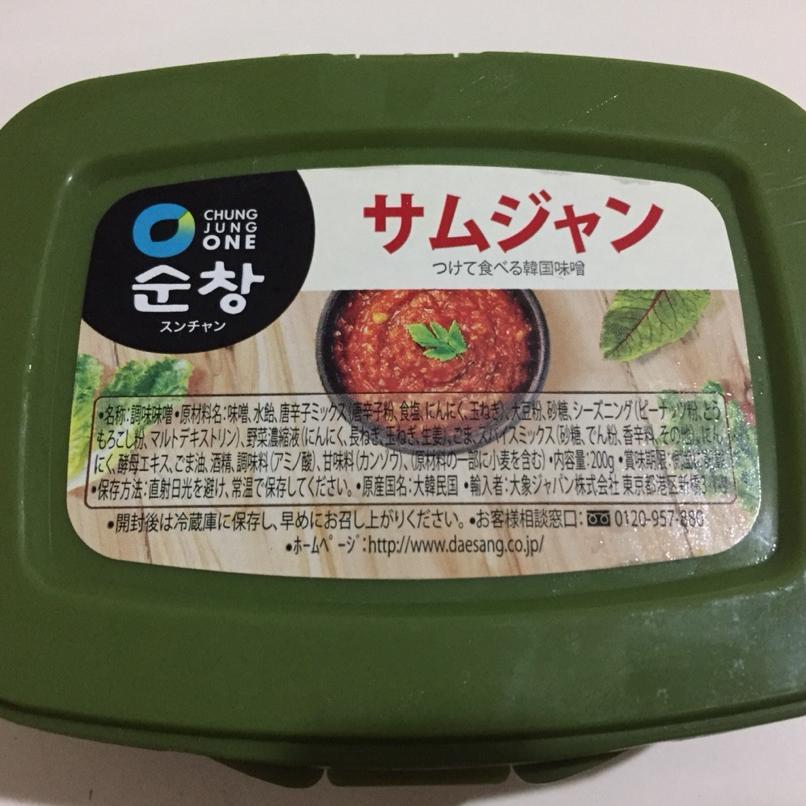 CHUNG
JUNG
ONE
순창
スンチャン
サムジャン
つけて食べる韓国味噌
•名称:調味味噌•原材料名:味噌、水飴、唐辛子ミックス(唐辛子粉、食塩、にんにく、玉ねぎ)、大豆粉、砂糖、シーズニング(ピーナッツ粉、とう
もろこし粉、マルトデキストリン)、野菜濃縮液(にんにく、長ねぎ、玉ねぎ、生姜)、ごま、スパイスミックス(砂糖、でん粉、香辛料、その他)、にん
にく、酵母エキス、ごま油、酒精、調味料(アミノ酸)、甘味料(カンゾウ)、(原材料の一部に小麦を含む)•内容量:200g•賞味期限:
•保存方法:直射日光を避け、常温で保存してください。•原産国名:大韓民国•輸入者:大象ジャパン株式会社 東京都港区新橋
•開封後は冷蔵庫に保存し、早めにお召し上がりください。•お客様相談窓口: 0120-957-880
•ホームページ:http://www.daesang.co.jp/